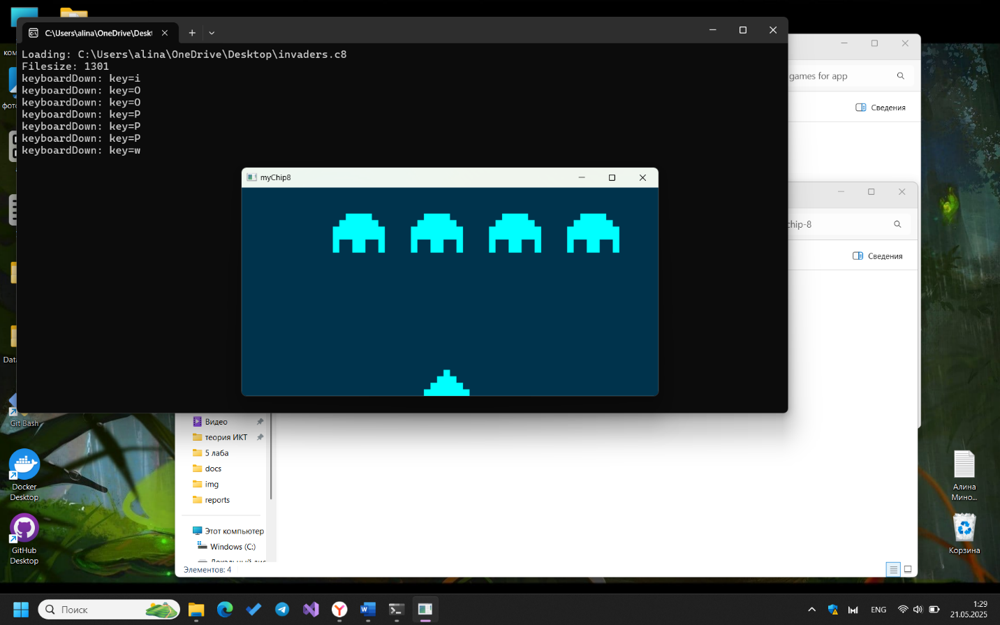 C:\Users\alina\OneDrive\Deskt
Loading: C:\Users\alina\OneDrive\Desktop\invaders.c8
Filesize: 1301
keyboardDown: key=i
keyboardDown: key=O
keyboardDown: key=O
keyboardDown: key=P
keyboardDown: key=P
keyboardDown: key=P
keyboardDown: key=w
myChip8
games for app
Сведения
chip-8
Сведения
ком
фото
Data
Git Bash
Docker
Desktop
GitHub
Desktop
Видео
теория ИКТ
5 лаба
docs
img
reports
Этот компьютер
Windows (C:)
Элементов: 4
Алина
Мино...
Корзина
Поиск
ENG
1:29
21.05.2025